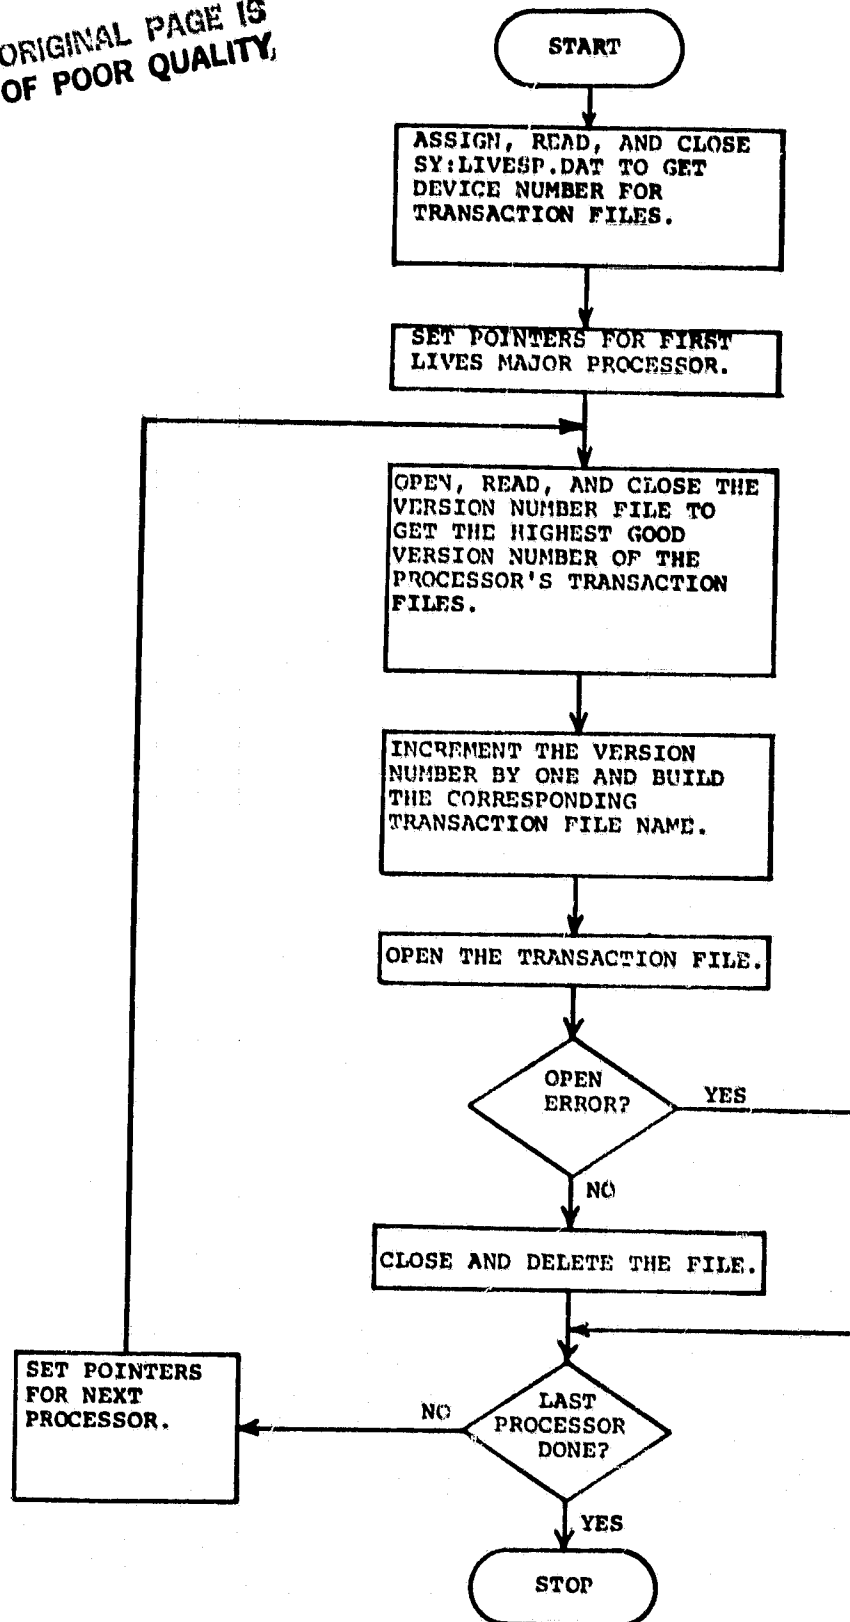 ORIGINAL PAGE IS
OF POOR QUALITY
START
ASSIGN, READ, AND CLOSE
SY:LIVESP.DAT TO GET
DEVICE NUMBER FOR
TRANSACTION FILES.
SET POINTERS FOR FIRST
LIVES MAJOR PROCESSOR.
OPEN, READ, AND CLOSE THE
VERSION NUMBER FILE TO
GET THE HIGHEST GOOD
VERSION NUMBER OF THE
PROCESSOR'S TRANSACTION
FILES.
INCREMENT THE VERSION
NUMBER BY ONE AND BUILD
THE CORRESPONDING
TRANSACTION FILE NAME.
OPEN THE TRANSACTION FILE.
OPEN
ERROR?
YES
NO
CLOSE AND DELETE THE FILE.
SET POINTERS
FOR NEXT
PROCESSOR.
NO
LAST
PROCESSOR
DONE?
YES
STOP